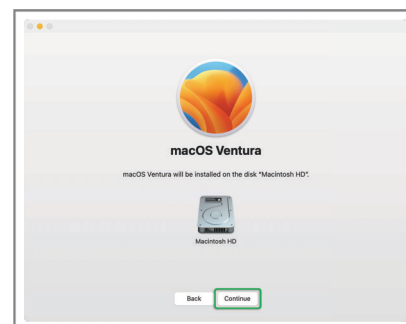 macOS Ventura
macOS Ventura will be installed on the disk "Macintosh HD".
Macintosh HD
Back
Continue